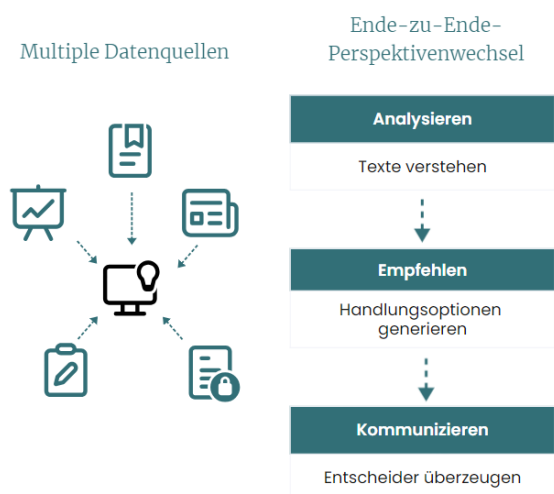 Multiple Datenquellen
Ende-zu-Ende-
Perspektivenwechsel
Analysieren
Texte verstehen
Empfehlen
Handlungsoptionen
generieren
Kommunizieren
Entscheider überzeugen